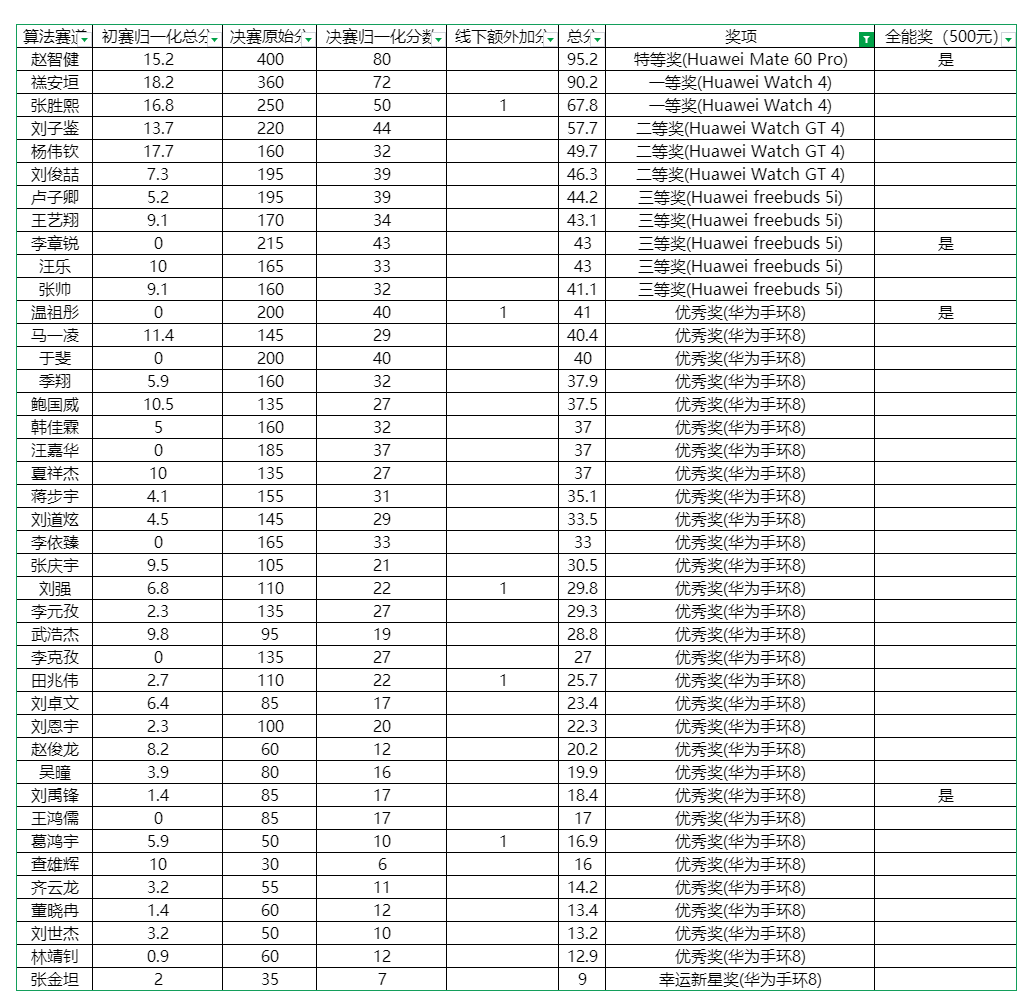 算法赛道 初赛归一化总分 决赛原始分 决赛归一化分数 线下额外加分 总分 奖项 全能奖（500元）
赵智健 15.2 400 80 95.2 特等奖(Huawei Mate 60 Pro) 是
禚安垣 18.2 360 72 90.2 一等奖(Huawei Watch 4)
张胜熙 16.8 250 50 1 67.8 一等奖(Huawei Watch 4)
刘子鉴 13.7 220 44 57.7 二等奖(Huawei Watch GT 4)
杨伟钦 17.7 160 32 49.7 二等奖(Huawei Watch GT 4)
刘俊喆 7.3 195 39 46.3 二等奖(Huawei Watch GT 4)
卢子卿 5.2 195 39 44.2 三等奖(Huawei freebuds 5i)
王艺翔 9.1 170 34 43.1 三等奖(Huawei freebuds 5i)
李章锐 0 215 43 43 三等奖(Huawei freebuds 5i) 是
汪乐 10 165 33 43 三等奖(Huawei freebuds 5i)
张帅 9.1 160 32 41.1 三等奖(Huawei freebuds 5i)
温祖彤 0 200 40 1 41 优秀奖(华为手环8) 是
马一凌 11.4 145 29 40.4 优秀奖(华为手环8)
于斐 0 200 40 40 优秀奖(华为手环8)
季翔 5.9 160 32 37.9 优秀奖(华为手环8)
鲍国威 10.5 135 27 37.5 优秀奖(华为手环8)
韩佳霖 5 160 32 37 优秀奖(华为手环8)
汪嘉华 0 185 37 37 优秀奖(华为手环8)
夏祥杰 10 135 27 37 优秀奖(华为手环8)
蒋步宇 4.1 155 31 35.1 优秀奖(华为手环8)
刘道炫 4.5 145 29 33.5 优秀奖(华为手环8)
李依臻 0 165 33 33 优秀奖(华为手环8)
张庆宇 9.5 105 21 30.5 优秀奖(华为手环8)
刘强 6.8 110 22 1 29.8 优秀奖(华为手环8)
李元孜 2.3 135 27 29.3 优秀奖(华为手环8)
武浩杰 9.8 95 19 28.8 优秀奖(华为手环8)
李克孜 0 135 27 27 优秀奖(华为手环8)
田兆伟 2.7 110 22 1 25.7 优秀奖(华为手环8)
刘卓文 6.4 85 17 23.4 优秀奖(华为手环8)
刘恩宇 2.3 100 20 22.3 优秀奖(华为手环8)
赵俊龙 8.2 60 12 20.2 优秀奖(华为手环8)
吴曈 3.9 80 16 19.9 优秀奖(华为手环8)
刘禹锋 1.4 85 17 18.4 优秀奖(华为手环8) 是
王鸿儒 0 85 17 17 优秀奖(华为手环8)
葛鸿宇 5.9 50 10 1 16.9 优秀奖(华为手环8)
查雄辉 10 30 6 16 优秀奖(华为手环8)
齐云龙 3.2 55 11 14.2 优秀奖(华为手环8)
董晓冉 1.4 60 12 13.4 优秀奖(华为手环8)
刘世杰 3.2 50 10 13.2 优秀奖(华为手环8)
林靖钊 0.9 60 12 12.9 优秀奖(华为手环8)
张金坦 2 35 7 9 幸运新星奖(华为手环8)